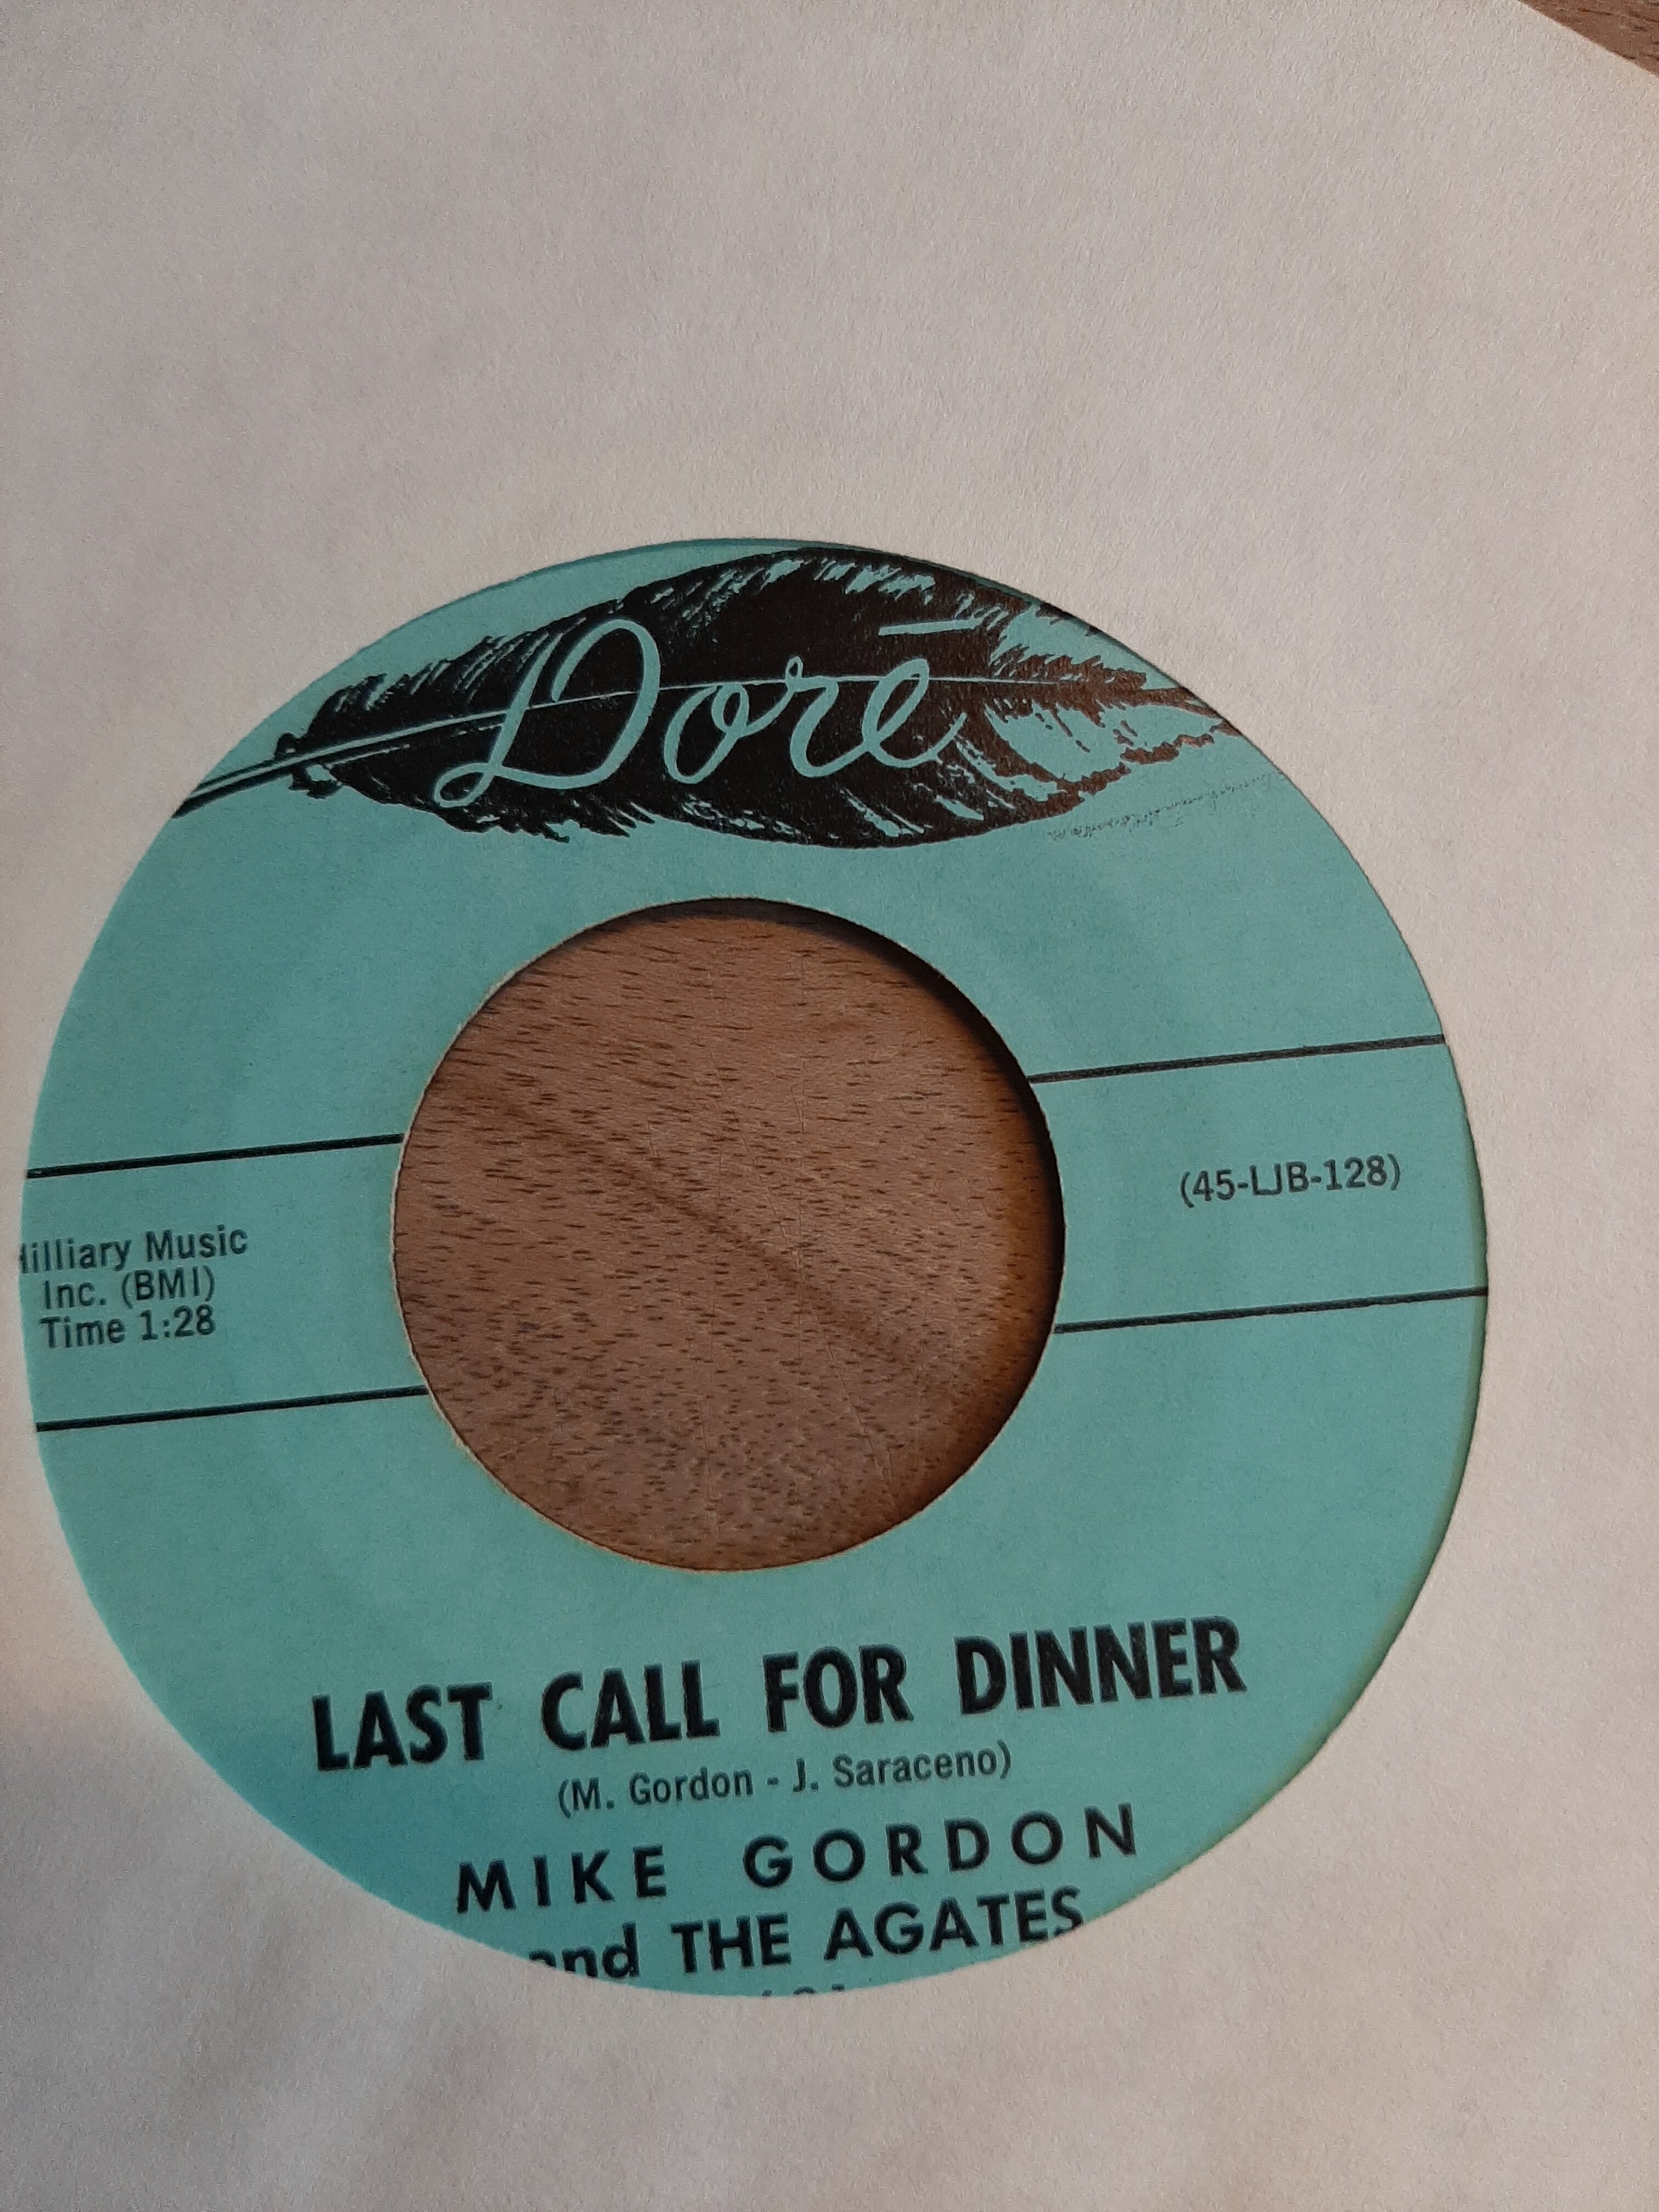 Doré
(45-LJB-128)
Music
Inc. (BMI)
Time 1:28
LAST CALL FOR DINNER
(M. Gordon - J. Saraceno)
MIKE GORDON
and THE AGATES